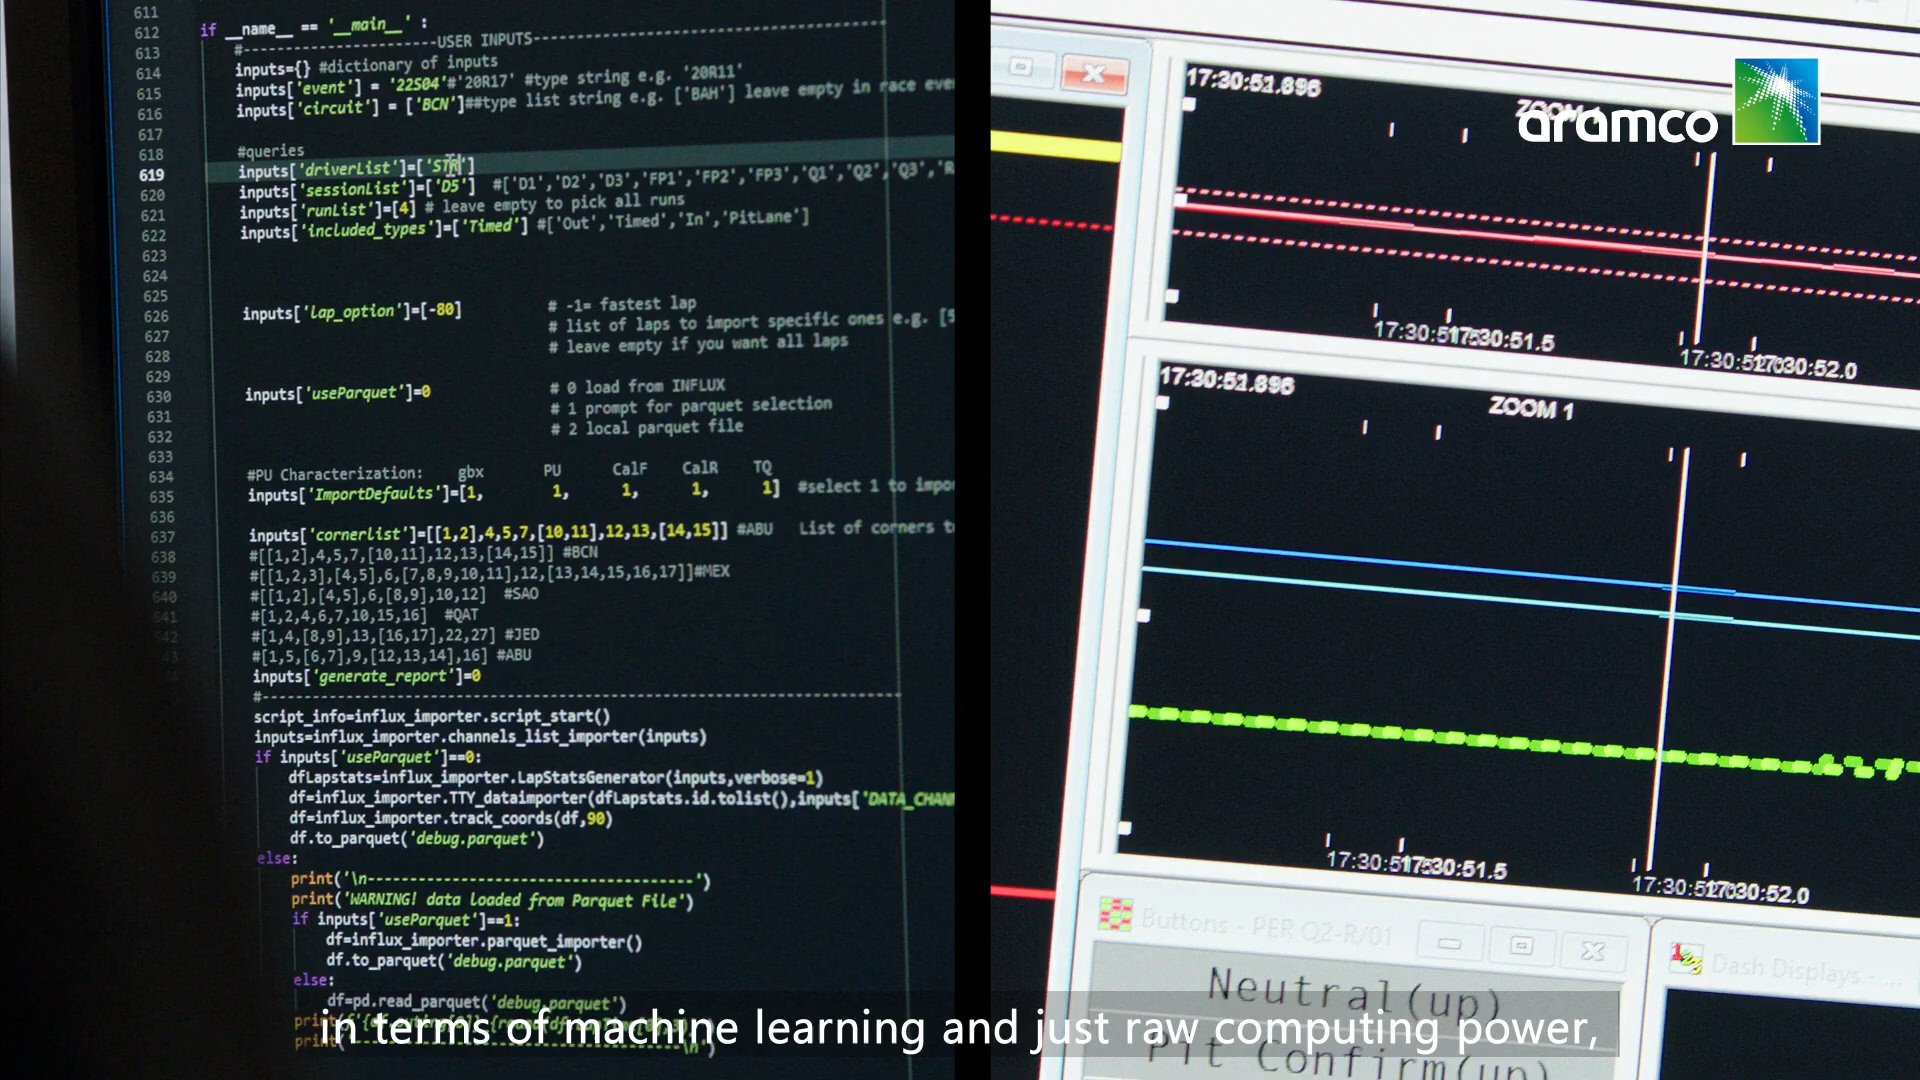 611
612 if __name__ == '__main__' :
613 #------------------------USER INPUTS--------------------------------------------
614 inputs={} #dictionary of inputs
615 inputs['event'] = '22S04'#'20R17' #type string e.g. '20R11'
616 inputs['circuit'] = ['BCN']##type list string e.g. ['BAH'] leave empty in race eve
617
618 #queries
619 inputs['driverList']=['STR']
620 inputs['sessionList']=['D5'] #['D1','D2','D3','FP1','FP2','FP3','Q1','Q2','Q3','R
621 inputs['runList']=[4] # leave empty to pick all runs
622 inputs['included_types']=['Timed'] #['Out','Timed','In','PitLane']
623
624
625
626 inputs['lap_option']=[-80] # -1= fastest lap
627 # list of laps to import specific ones e.g. [5
628 # leave empty if you want all laps
629
630 inputs['useParquet']=0 # 0 load from INFLUX
631 # 1 prompt for parquet selection
632 # 2 local parquet file
633
634 #PU Characterization: gbx PU CalF CalR TQ
635 inputs['ImportDefaults']=[1, 1, 1, 1, 1] #select 1 to impo
636
637 inputs['cornerlist']=[[1,2],4,5,7,[10,11],12,13,[14,15]] #ABU List of corners t
638 #[[1,2],4,5,7,[10,11],12,13,[14,15]] #BCN
639 #[[1,2,3],[4,5],6,[7,8,9,10,11],12,[13,14,15,16,17]]#MEX
640 #[[1,2],[4,5],6,[8,9],10,12] #SAO
641 #[1,2,4,6,7,10,15,16] #QAT
642 #[1,4,[8,9],13,[16,17],22,27] #JED
43 #[1,5,[6,7],9,[12,13,14],16] #ABU
inputs['generate_report']=0
#-------------------------------------------------------------------------------
script_info=influx_importer.script_start()
inputs=influx_importer.channels_list_importer(inputs)
if inputs['useParquet']==0:
dfLapstats=influx_importer.LapStatsGenerator(inputs,verbose=1)
df=influx_importer.TTY_dataimporter(dfLapstats.id.tolist(),inputs['DATA_CHAN
df=influx_importer.track_coords(df,90)
df.to_parquet('debug.parquet')
else:
print('\n-----------------------------------')
print('WARNING! data loaded from Parquet File')
if inputs['useParquet']==1:
df=influx_importer.parquet_importer()
df.to_parquet('debug.parquet')
else:
df=pd.read_parquet('debug.parquet')
17:30:51.896
ZOOM 1
aramco
17:30:51.5
17:30:52.0
17:30:51.896
ZOOM 1
17:30:51.5
17:30:52.0
Buttons - PER O2-R/01
Dash Displays - ...
Neutral(up)
Pit Confirm(up)
in terms of machine learning and just raw computing power,